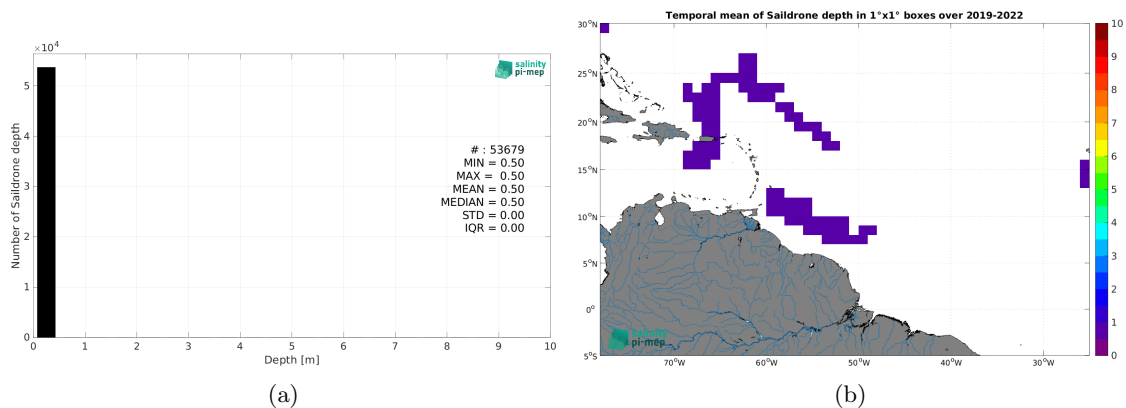 ×10⁴
5
4
3
2
1
0
Number of Saildrone depth
0 1 2 3 4 5 6 7 8 9 10
Depth [m]
salinity
pi-mep
# : 53679
MIN = 0.50
MAX = 0.50
MEAN = 0.50
MEDIAN = 0.50
STD = 0.00
IQR = 0.00
(a)
Temporal mean of Saildrone depth in 1°x1° boxes over 2019-2022
30°N
25°N
20°N
15°N
10°N
5°N
0°
5°S
70°W 60°W 50°W 40°W 30°W
salinity
pi-mep
10
9
8
7
6
5
4
3
2
1
0
(b)